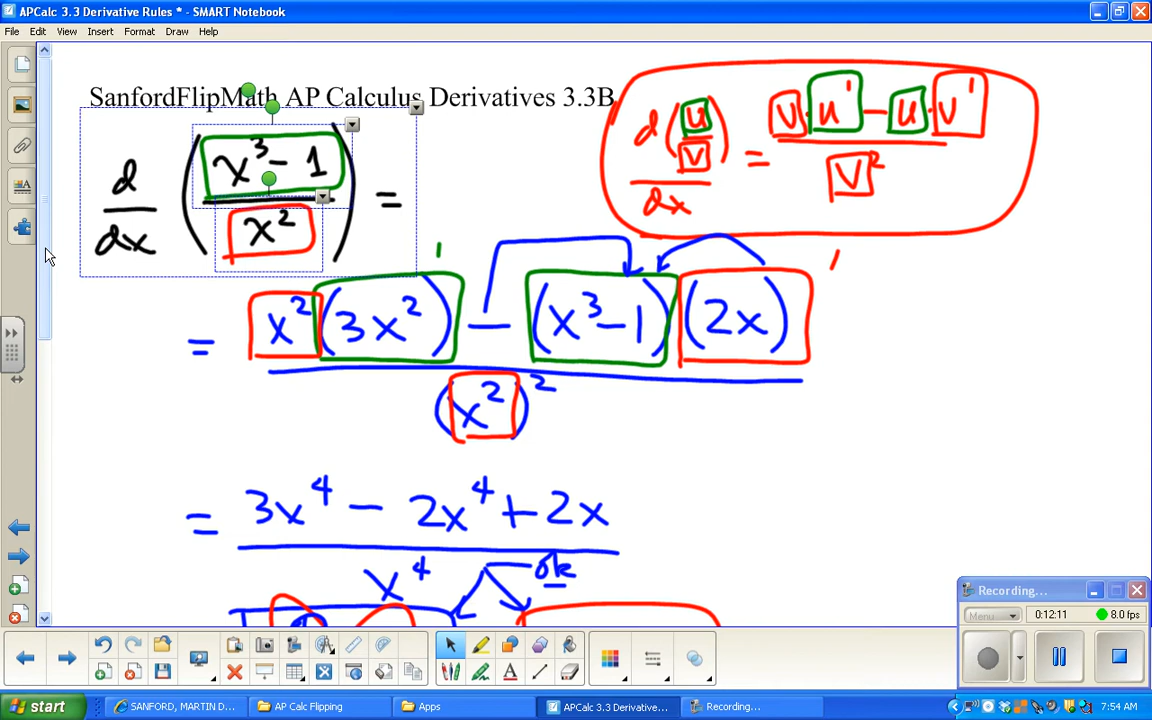 APCalc 3.3 Derivative Rules * - SMART Notebook
File Edit View Insert Format Draw Help
SanfordFlipMath AP Calculus Derivatives 3.3B
d/dx ( (x³ - 1) / x² ) =
d(u/v)/dx = (v u' - u v') / v²
= (x² (3x²)' - (x³ - 1)(2x)') / (x²)²
= (3x⁴ - 2x⁴ + 2x) / x⁴
ok
Recording...
Menu 0:12:11 8.0 fps
start SANFORD, MARTIN D... AP Calc Flipping Apps APCalc 3.3 Derivative... Recording... 7:54 AM